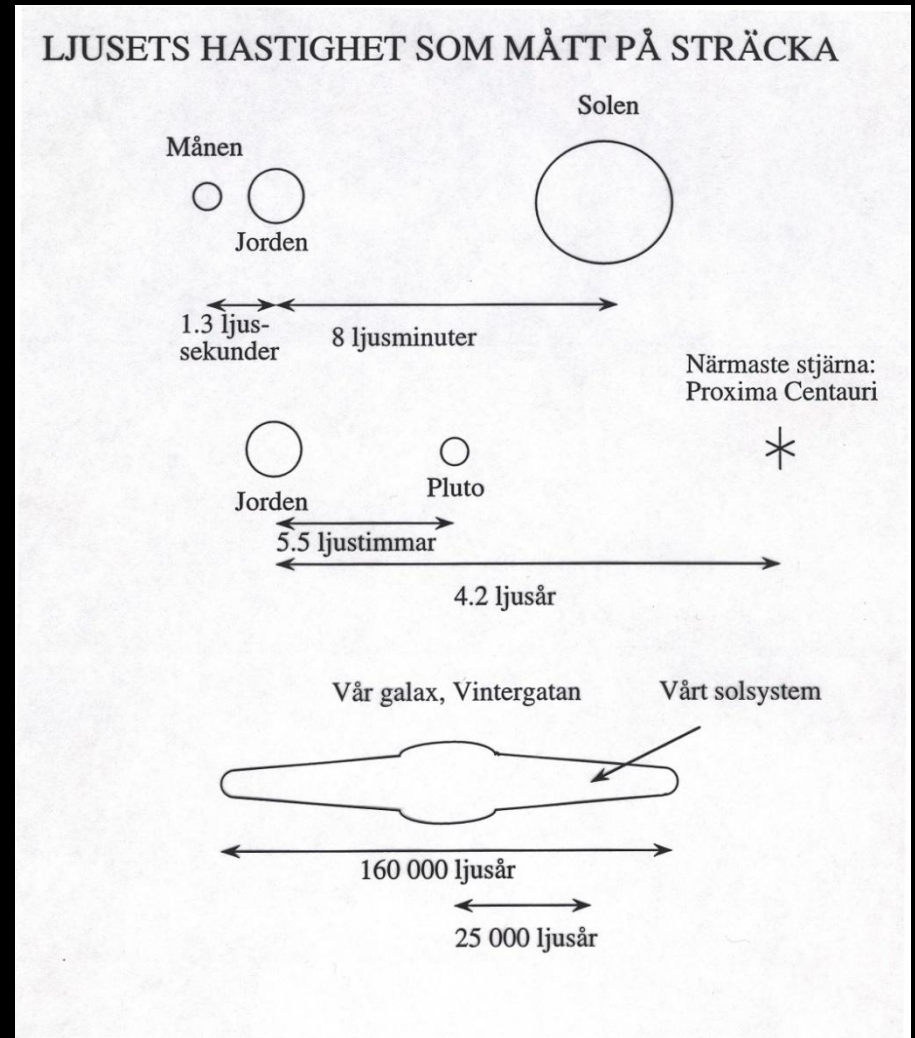 LJUSETS HASTIGHET SOM MÅTT PÅ STRÄCKA
Solen
Månen
Jorden
1.3 ljus-
sekunder
8 ljusminuter
Närmaste stjärna:
Proxima Centauri
Jorden
Pluto
5.5 ljustimmar
4.2 ljusår
Vår galax, Vintergatan
Vårt solsystem
160 000 ljusår
25 000 ljusår